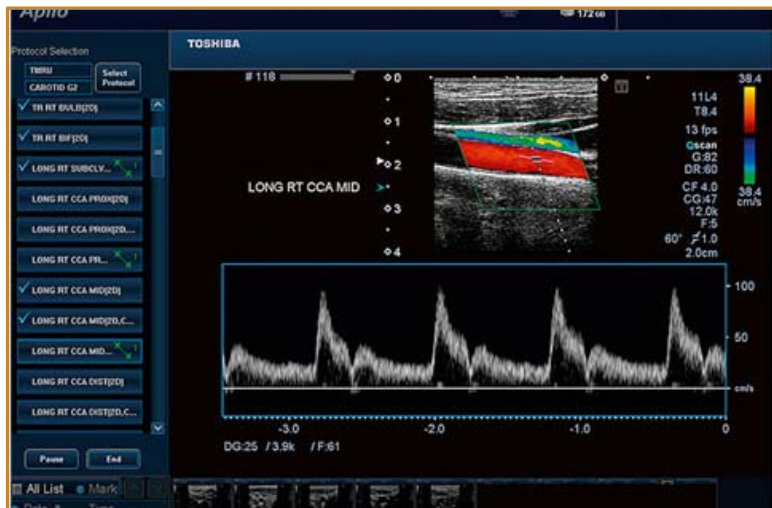 Aplio
172 GB
Protocol Selection
TMRU
CAROTID G2
Select
Protocol
TR RT BULB[2D]
TR RT BIF[2D]
LONG RT SUBCLV...
LONG RT CCA PROX[2D]
LONG RT CCA PROX[2D,...
LONG RT CCA PR...
LONG RT CCA MID[2D]
LONG RT CCA MID[2D,C...
LONG RT CCA MID...
LONG RT CCA DIST[2D]
LONG RT CCA DIST[2D,C...
Pause
End
All List
Mark
TOSHIBA
# 118
0
1
2
3
4
LONG RT CCA MID
11L4
T8.4
13 fps
Qscan
G:82
DR:60
CF 4.0
CG:47
12.0k
F:5
60°
1.0
2.0cm
38.4
38.4
cm/s
100
50
cm/s
-3.0
-2.0
-1.0
0
DG:25 /3.9k /F:61